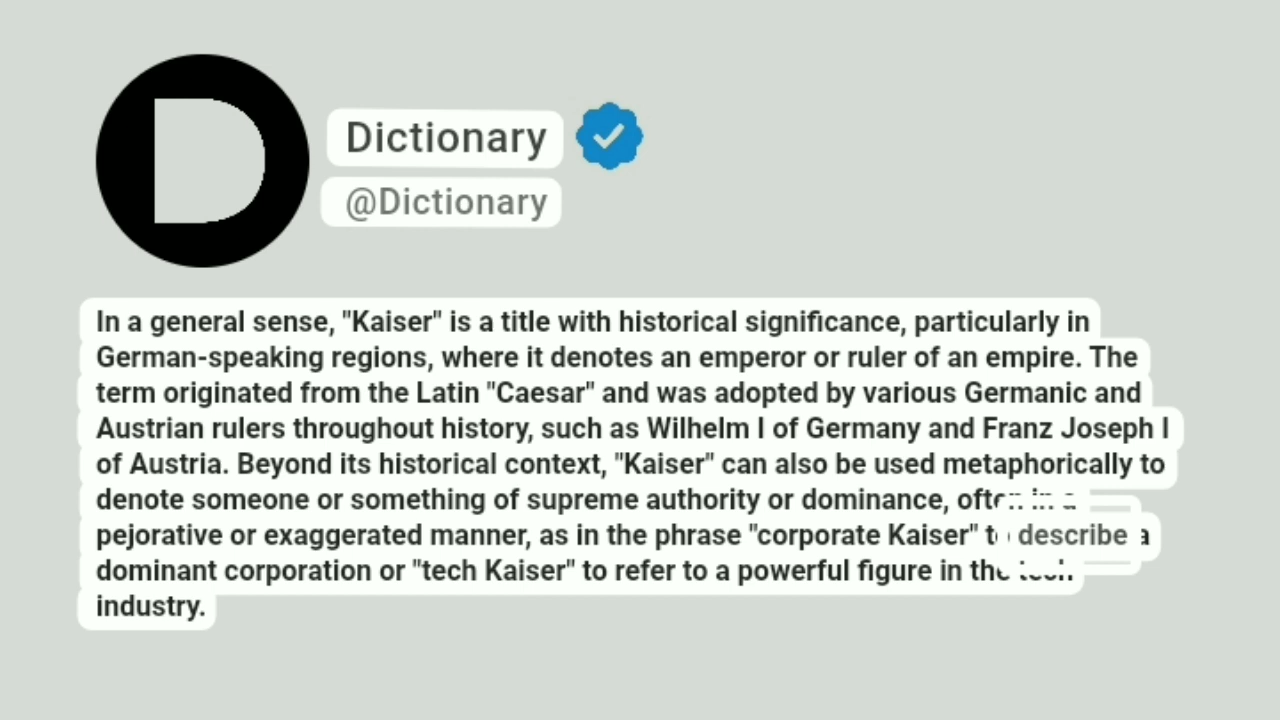 D
Dictionary
@Dictionary
In a general sense, "Kaiser" is a title with historical significance, particularly in
German-speaking regions, where it denotes an emperor or ruler of an empire. The
term originated from the Latin "Caesar" and was adopted by various Germanic and
Austrian rulers throughout history, such as Wilhelm I of Germany and Franz Joseph I
of Austria. Beyond its historical context, "Kaiser" can also be used metaphorically to
denote someone or something of supreme authority or dominance, often in a
pejorative or exaggerated manner, as in the phrase "corporate Kaiser" to describe a
dominant corporation or "tech Kaiser" to refer to a powerful figure in the tech
industry.